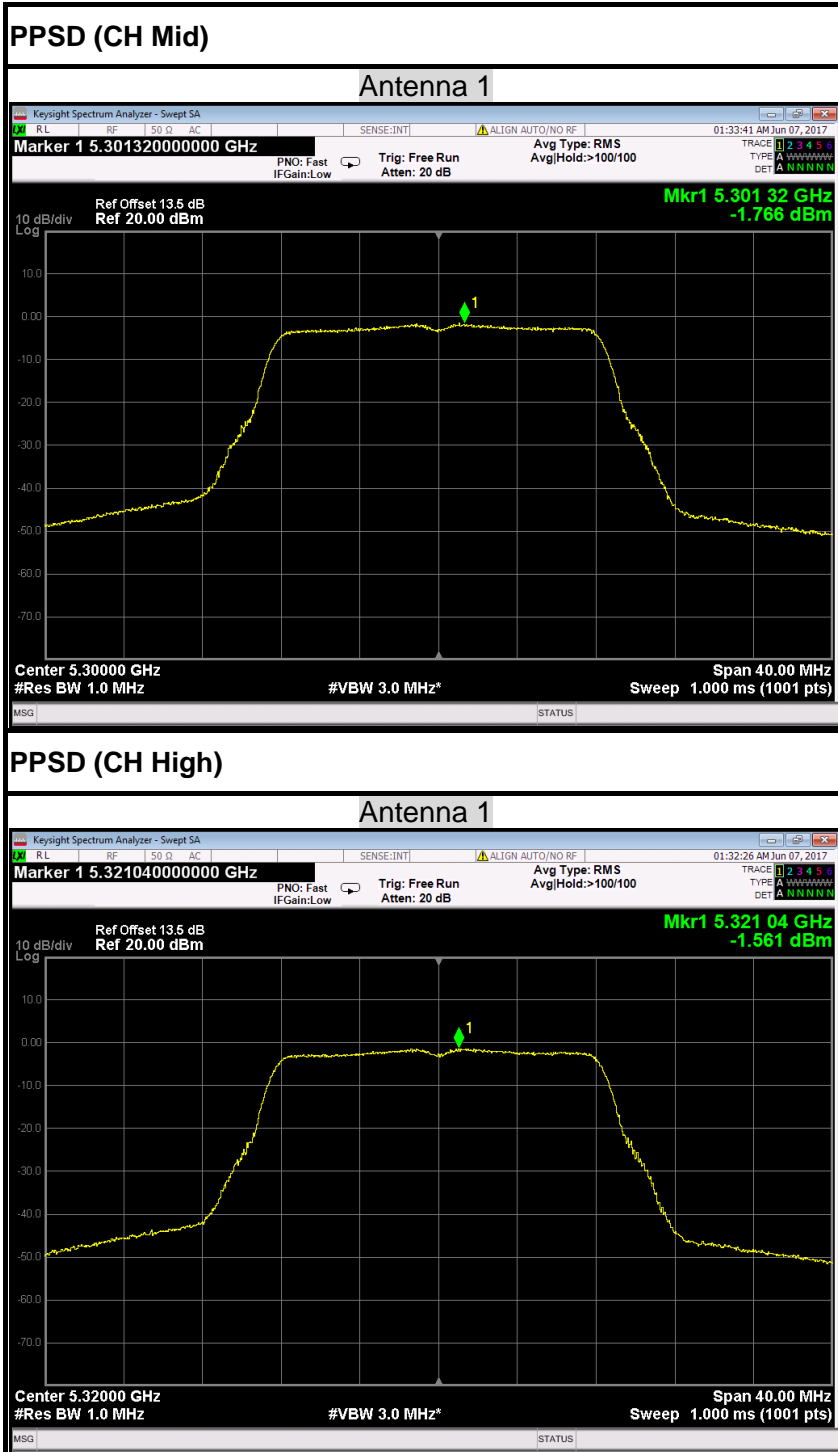 PPSD (CH Mid)
Antenna 1
Keysight Spectrum Analyzer - Swept SA
LXI RL RF 50 Ω AC SENSE:INT ALIGN AUTO/NO RF 01:33:41 AM Jun 07, 2017
Marker 1 5.301320000000 GHz
PNO: Fast
IFGain:Low
Trig: Free Run
Atten: 20 dB
Avg Type: RMS
Avg|Hold:>100/100
TRACE 1 2 3 4 5 6
TYPE A WWWWW
DET A N N N N N
Mkr1 5.301 32 GHz
-1.766 dBm
Ref Offset 13.5 dB
10 dB/div Ref 20.00 dBm
Log
10.0
0.00
-10.0
-20.0
-30.0
-40.0
-50.0
-60.0
-70.0
1
Center 5.30000 GHz Span 40.00 MHz
#Res BW 1.0 MHz #VBW 3.0 MHz* Sweep 1.000 ms (1001 pts)
MSG STATUS
PPSD (CH High)
Antenna 1
Keysight Spectrum Analyzer - Swept SA
LXI RL RF 50 Ω AC SENSE:INT ALIGN AUTO/NO RF 01:32:26 AM Jun 07, 2017
Marker 1 5.321040000000 GHz
PNO: Fast
IFGain:Low
Trig: Free Run
Atten: 20 dB
Avg Type: RMS
Avg|Hold:>100/100
TRACE 1 2 3 4 5 6
TYPE A WWWWW
DET A N N N N N
Mkr1 5.321 04 GHz
-1.561 dBm
Ref Offset 13.5 dB
10 dB/div Ref 20.00 dBm
Log
10.0
0.00
-10.0
-20.0
-30.0
-40.0
-50.0
-60.0
-70.0
1
Center 5.32000 GHz Span 40.00 MHz
#Res BW 1.0 MHz #VBW 3.0 MHz* Sweep 1.000 ms (1001 pts)
MSG STATUS